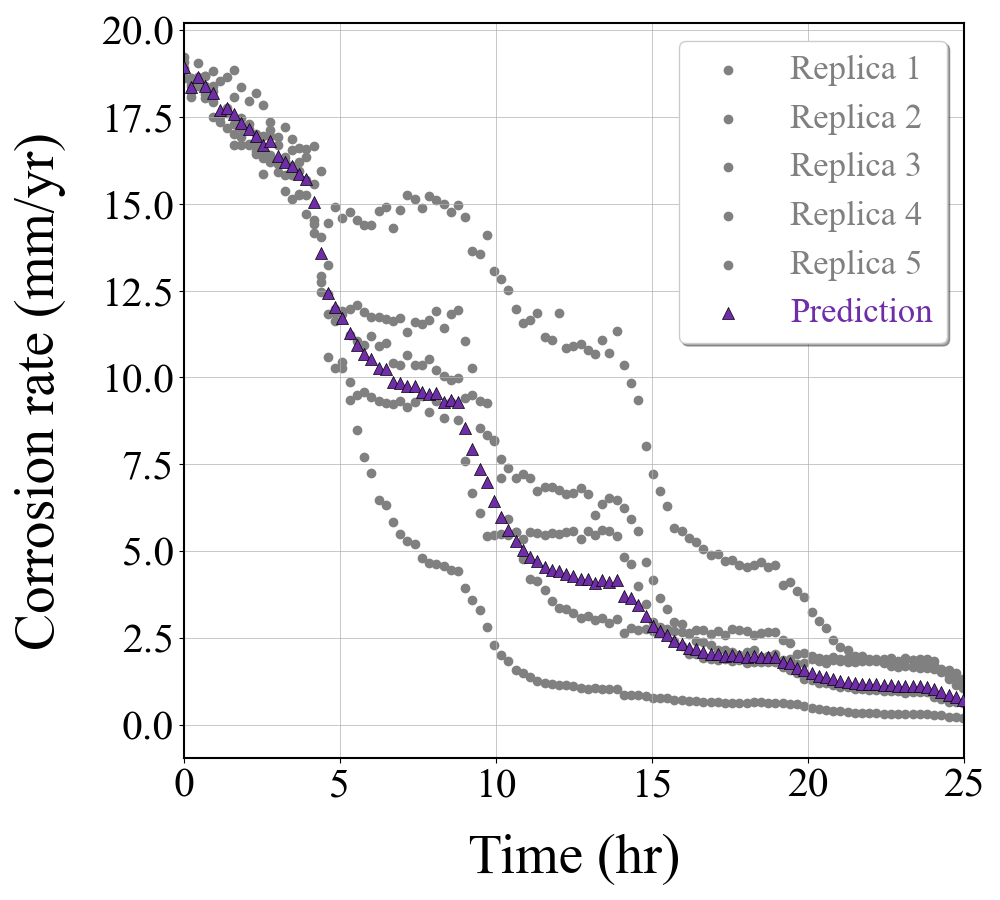 Corrosion rate (mm/yr)
20.0
17.5
15.0
12.5
10.0
7.5
5.0
2.5
0.0
Replica 1
Replica 2
Replica 3
Replica 4
Replica 5
Prediction
0 5 10 15 20 25
Time (hr)